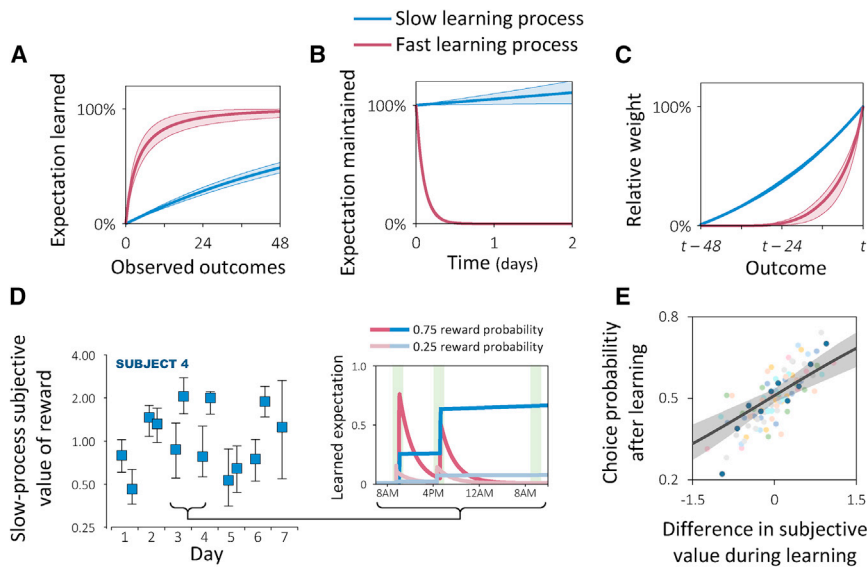 Slow learning process
Fast learning process
A
Expectation learned
100%
0%
0
24
48
Observed outcomes
B
Expectation maintained
100%
0%
0
1
2
Time (days)
C
Relative weight
100%
0%
t – 48
t – 24
t
Outcome
D
Slow-process subjective
value of reward
SUBJECT 4
4.00
2.00
1.00
0.50
0.25
1 2 3 4 5 6 7
Day
0.75 reward probability
0.25 reward probability
Learned expectation
1.0
0.5
0
8AM 4PM 12AM 8AM
E
Choice probabilitiy
after learning
0.8
0.5
0.2
-1.5 0 1.5
Difference in subjective
value during learning